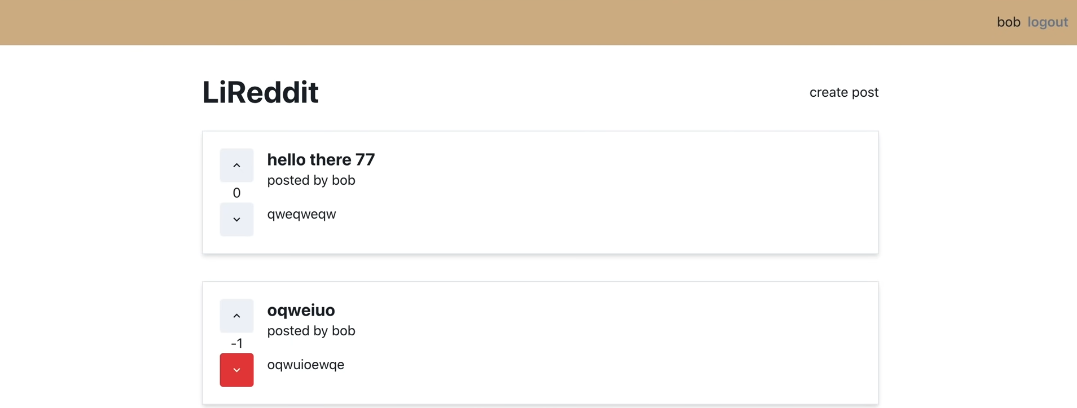 bob logout
LiReddit
create post
hello there 77
posted by bob
0
qweqweqw
oqweiuo
posted by bob
-1
oqwuioewqe